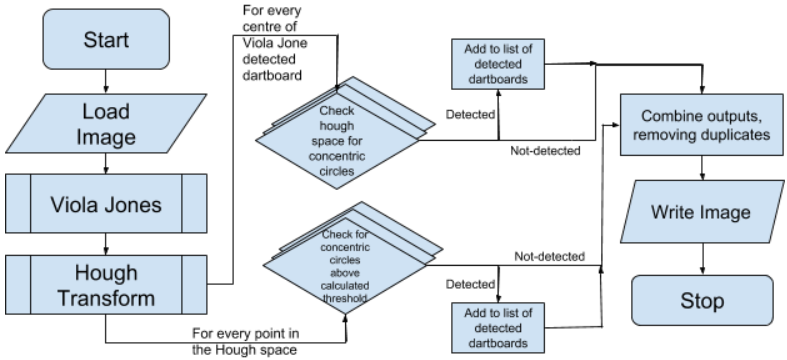 Start
Load
Image
Viola Jones
Hough
Transform
For every
centre of
Viola Jone
detected
dartboard
Check
hough
space for
concentric
circles
Detected
Add to list of
detected
dartboards
Not-detected
For every point in
the Hough space
Check for
concentric
circles
above
calculated
threshold
Not-detected
Detected
Add to list of
detected
dartboards
Combine outputs,
removing duplicates
Write Image
Stop